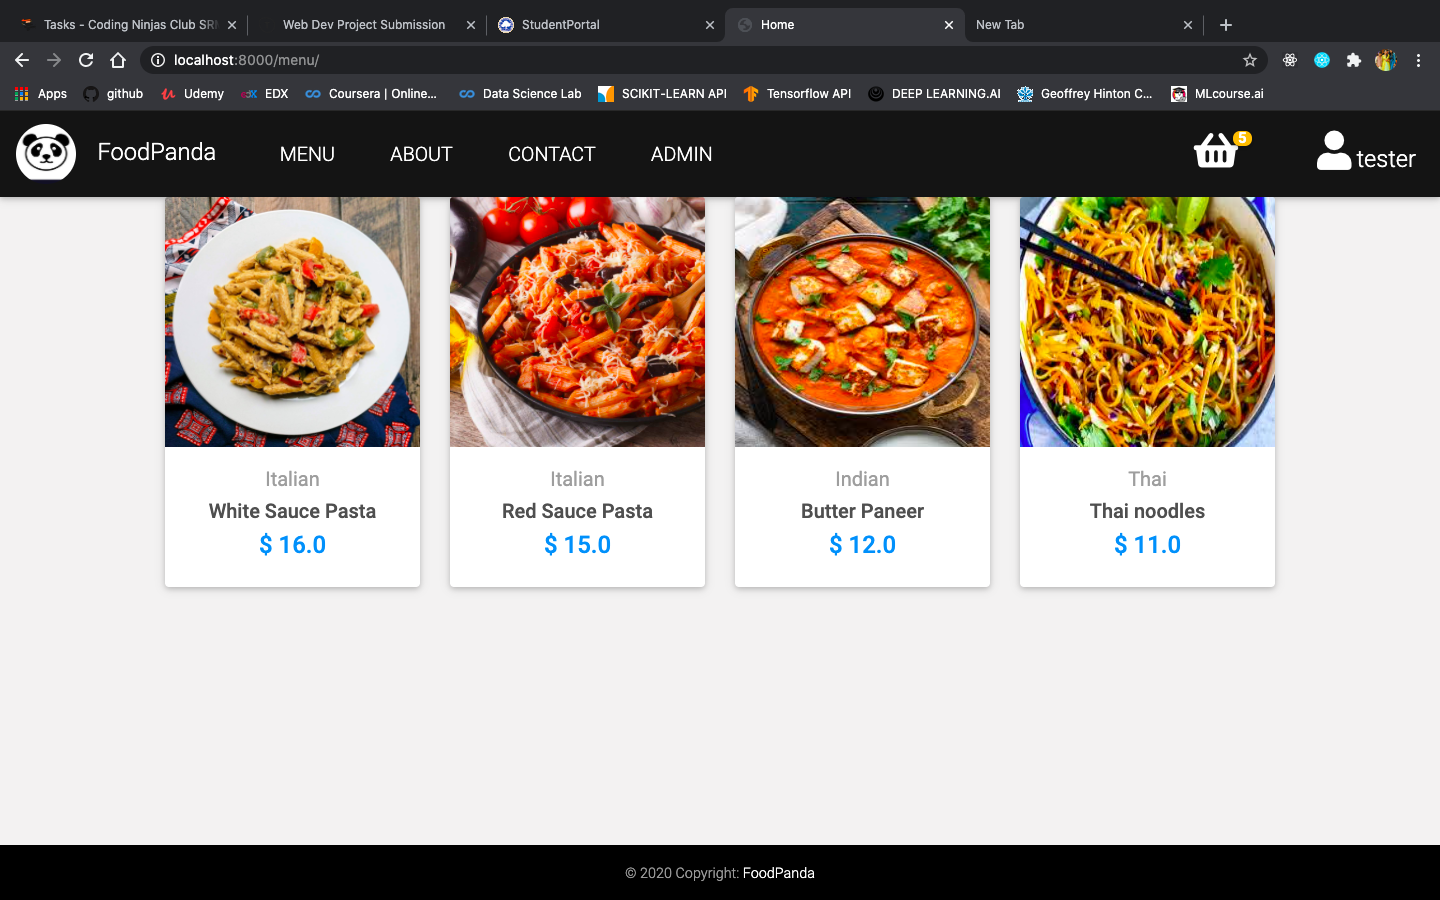 Tasks - Coding Ninjas Club SRM
Web Dev Project Submission
StudentPortal
Home
New Tab
localhost:8000/menu/
Apps
github
Udemy
EDX
Coursera | Online...
Data Science Lab
SCIKIT-LEARN API
Tensorflow API
DEEP LEARNING.AI
Geoffrey Hinton C...
MLcourse.ai
FoodPanda
MENU
ABOUT
CONTACT
ADMIN
5
tester
Italian
White Sauce Pasta
$ 16.0
Italian
Red Sauce Pasta
$ 15.0
Indian
Butter Paneer
$ 12.0
Thai
Thai noodles
$ 11.0
© 2020 Copyright: FoodPanda